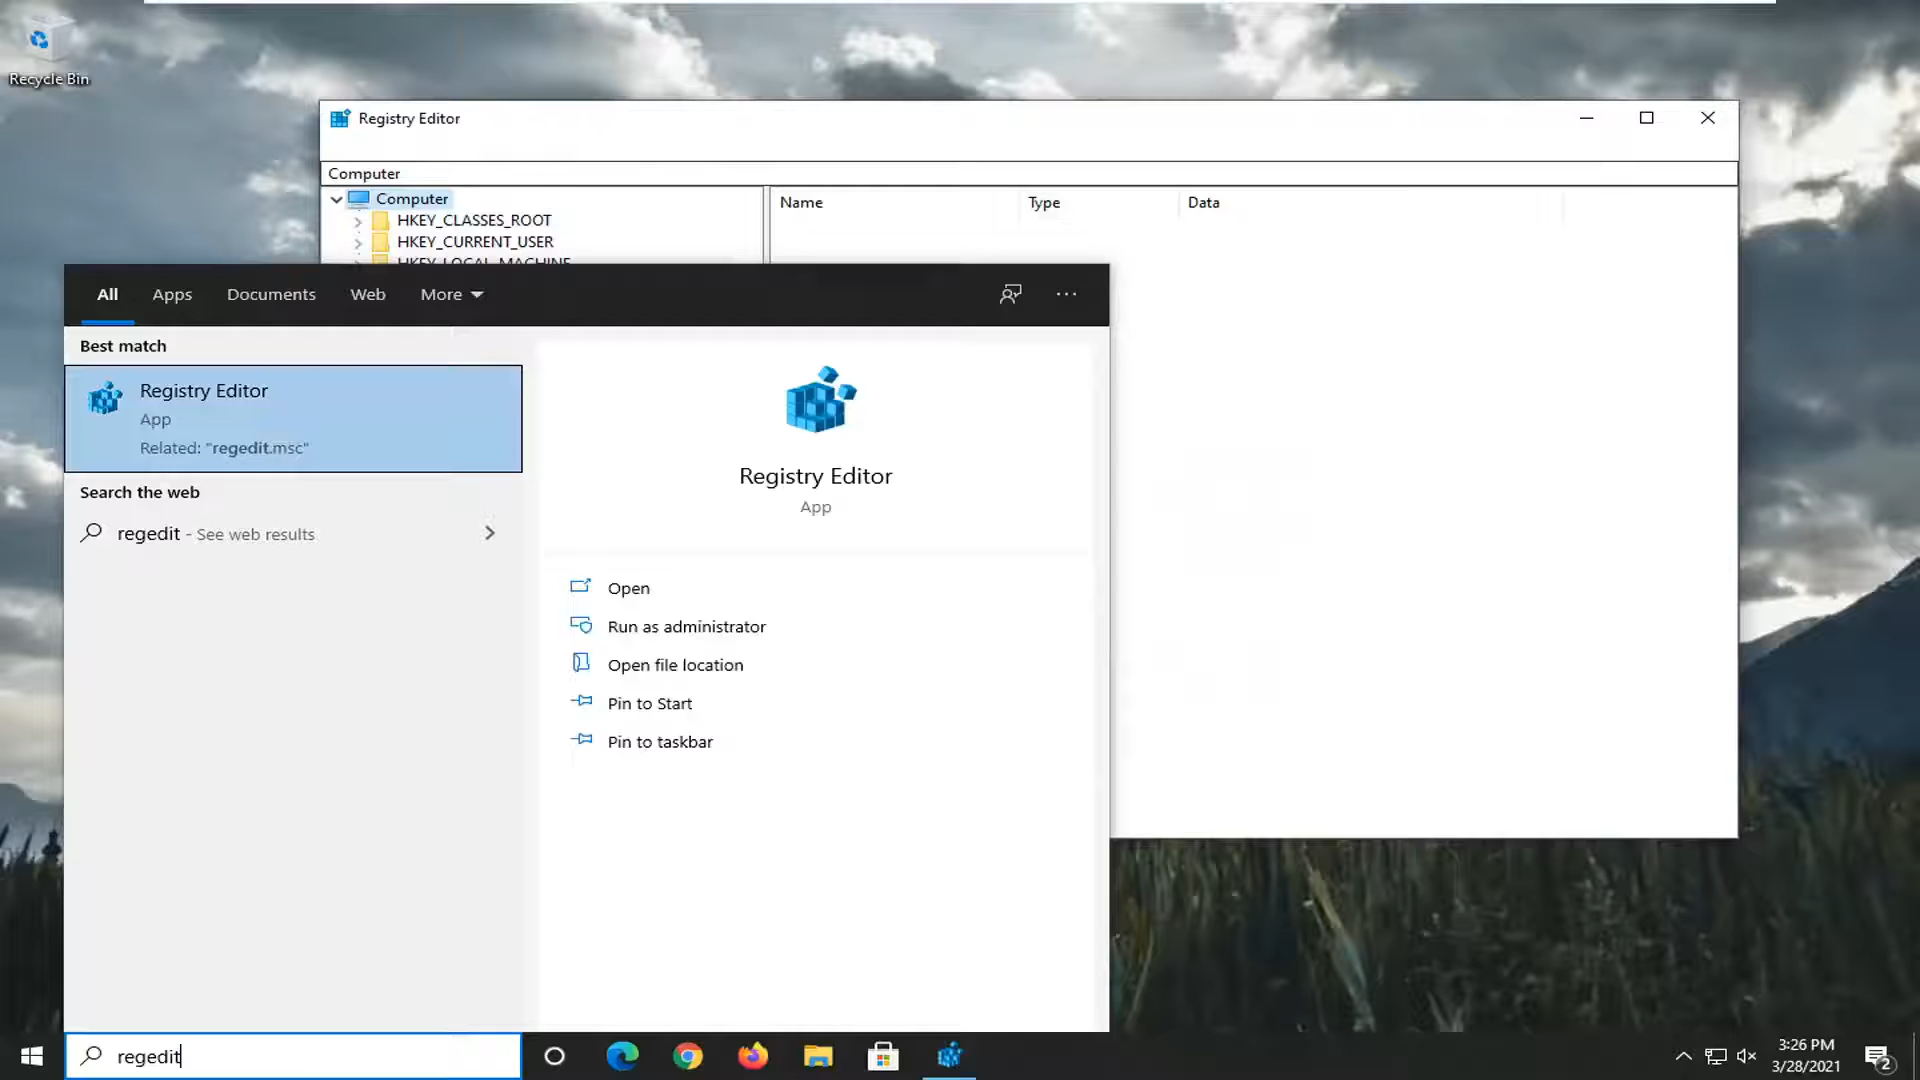 Recycle Bin
Registry Editor
Computer
Computer
HKEY_CLASSES_ROOT
HKEY_CURRENT_USER
HKEY_LOCAL_MACHINE
Name Type Data
All Apps Documents Web More
Best match
Registry Editor
App
Related: "regedit.msc"
Search the web
regedit - See web results
Registry Editor
App
Open
Run as administrator
Open file location
Pin to Start
Pin to taskbar
regedit
3:26 PM
3/28/2021
2